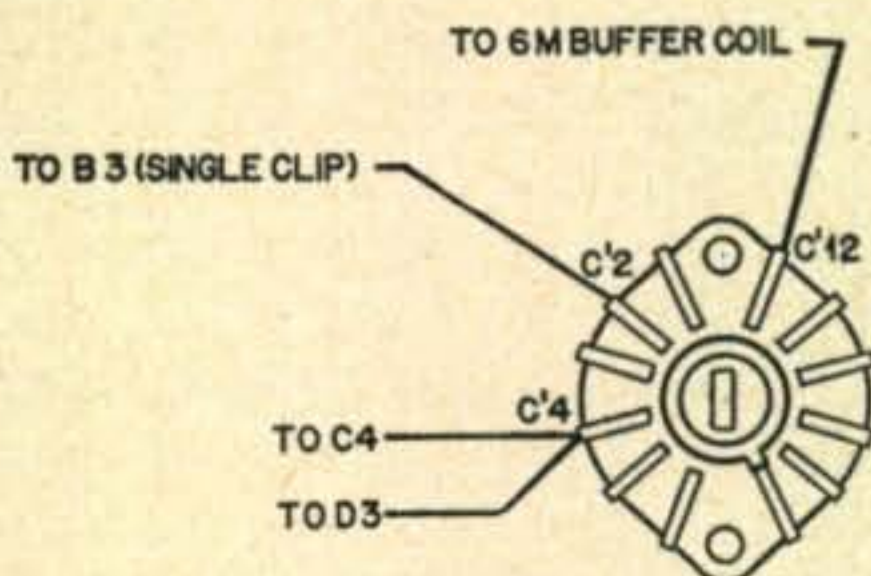 TO 6M BUFFER COIL
TO B 3 (SINGLE CLIP)
C'2
C'12
C'4
TO C4
TO D3